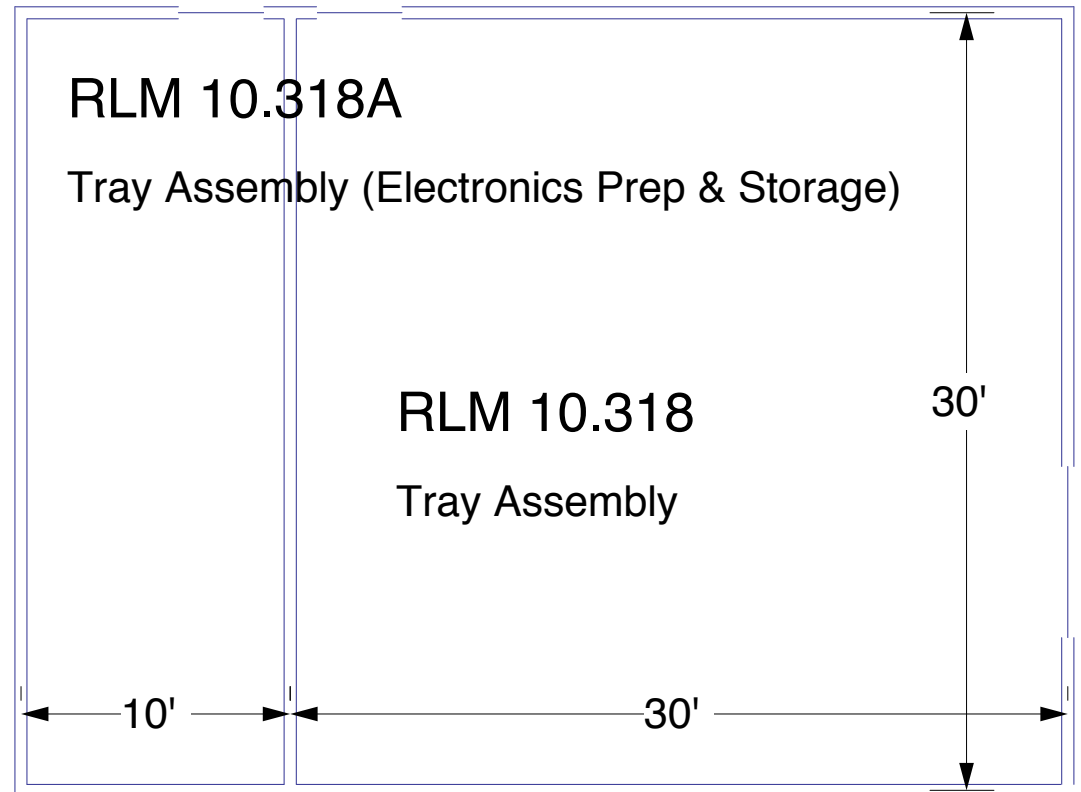 RLM 10.318A
Tray Assembly (Electronics Prep & Storage)
RLM 10.318
30'
Tray Assembly
10'
30'